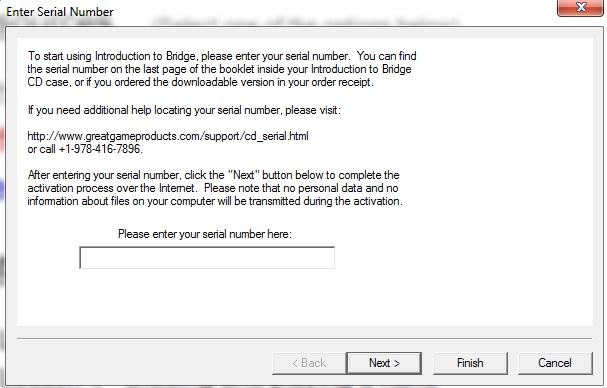 Enter Serial Number
To start using Introduction to Bridge, please enter your serial number.  You can find
the serial number on the last page of the booklet inside your Introduction to Bridge
CD case, or if you ordered the downloadable version in your order receipt.
If you need additional help locating your serial number, please visit:
http://www.greatgameproducts.com/support/cd_serial.html
or call +1-978-416-7896.
After entering your serial number, click the "Next" button below to complete the
activation process over the Internet.  Please note that no personal data and no
information about files on your computer will be transmitted during the activation.
Please enter your serial number here:
< Back
Next >
Finish
Cancel